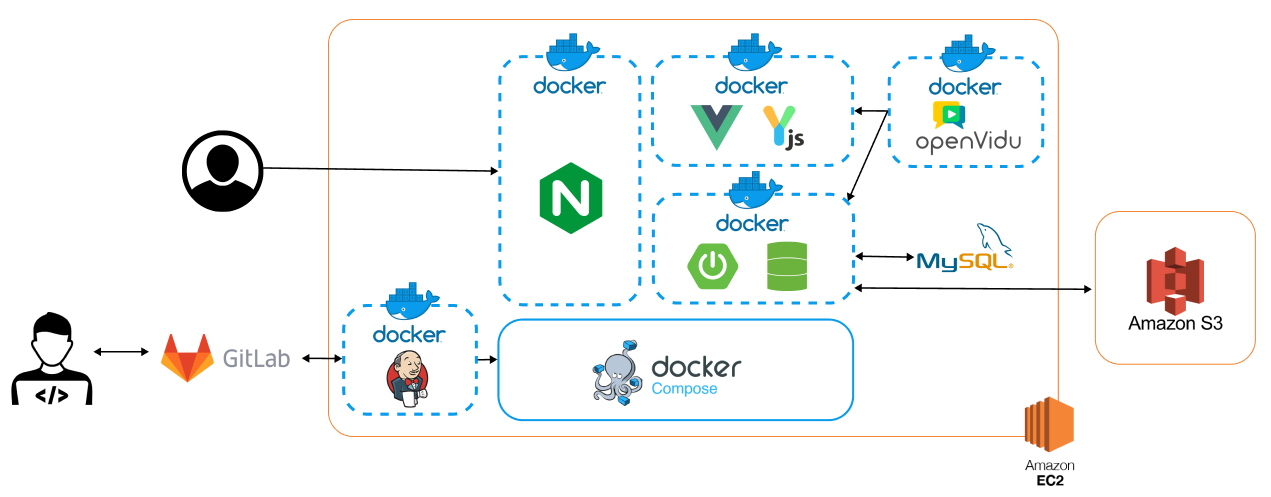 docker
docker
docker
js
openVidu
N
docker
MySQL®
Amazon S3
docker
GitLab
docker
Compose
</>
Amazon
EC2